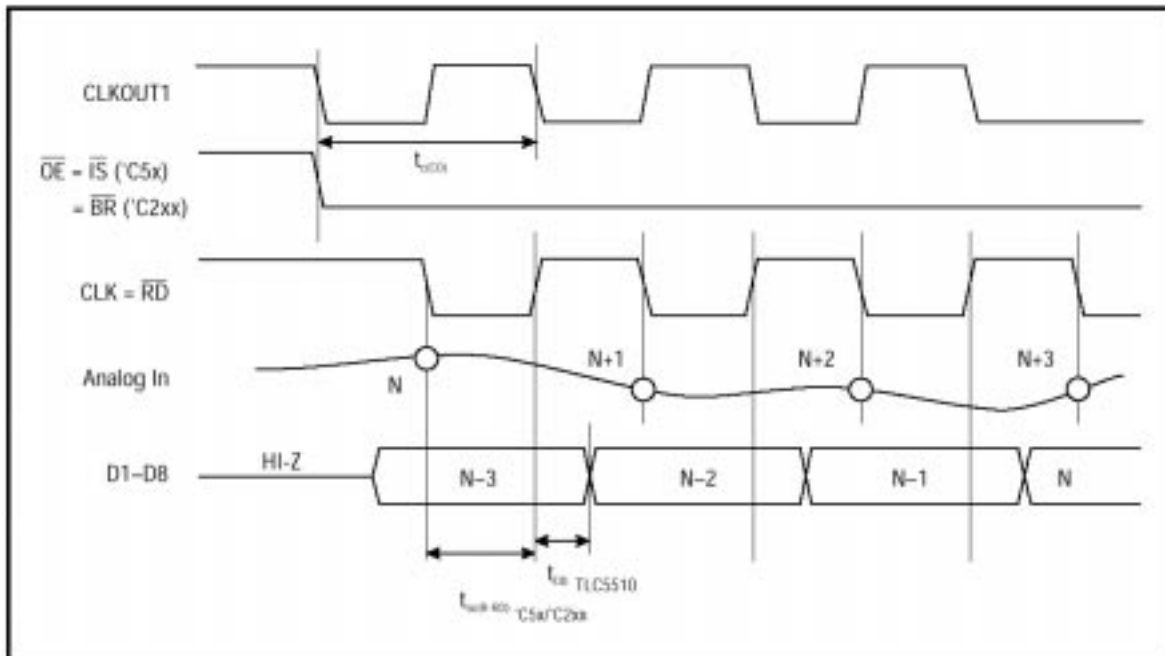 CLKOUT1
OE = IS ('C5x)
= BR ('C2xx)
CLK = RD
N+1
N+2
N+3
Analog In
N
HI-Z
D1–D8
N–3
N–2
N–1
N
TLC5510
'C5x/'C2xx